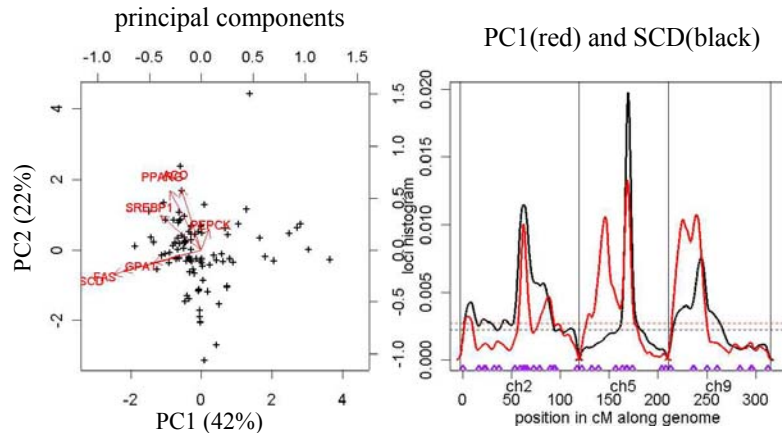 principal components
-1.0 0.0 0.5 1.0 1.5
PC2 (22%)
4
2
0
-2
1.5
1.0
0.5
0.0
-0.5
-1.0
PPARG
ACO
SREBP1
PEPCK
GPAT
FAS
SCD
-2 0 2 4
PC1 (42%)
PC1(red) and SCD(black)
loci histogram
0.020
0.015
0.010
0.005
0.000
ch2 ch5 ch9
0 50 100 150 200 250 300
position in cM along genome